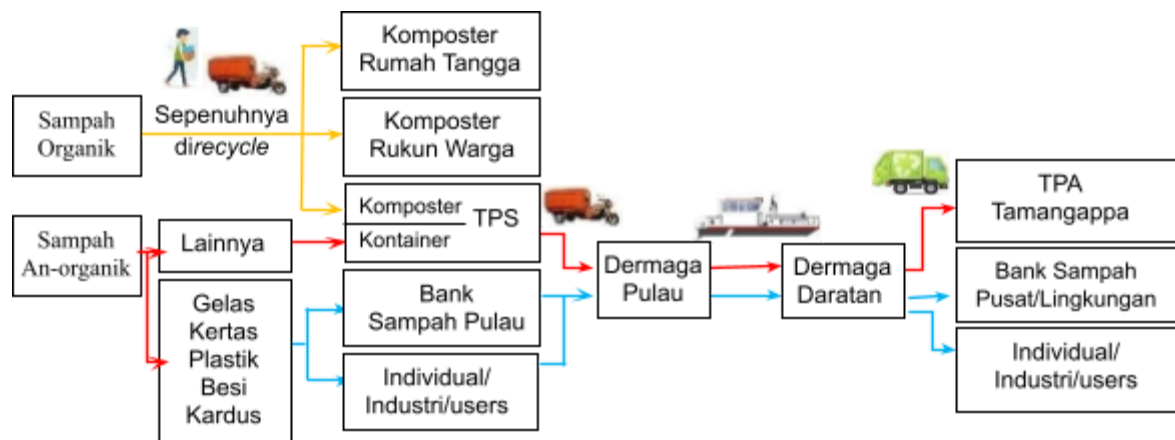 Sampah
Organik
Sepenuhnya
direcycle
Komposter
Rumah Tangga
Komposter
Rukun Warga
Komposter
Kontainer
TPS
Sampah
An-organik
Lainnya
Gelas
Kertas
Plastik
Besi
Kardus
Bank
Sampah Pulau
Individual/
Industri/users
Dermaga
Pulau
Dermaga
Daratan
TPA
Tamangappa
Bank Sampah
Pusat/Lingkungan
Individual/
Industri/users